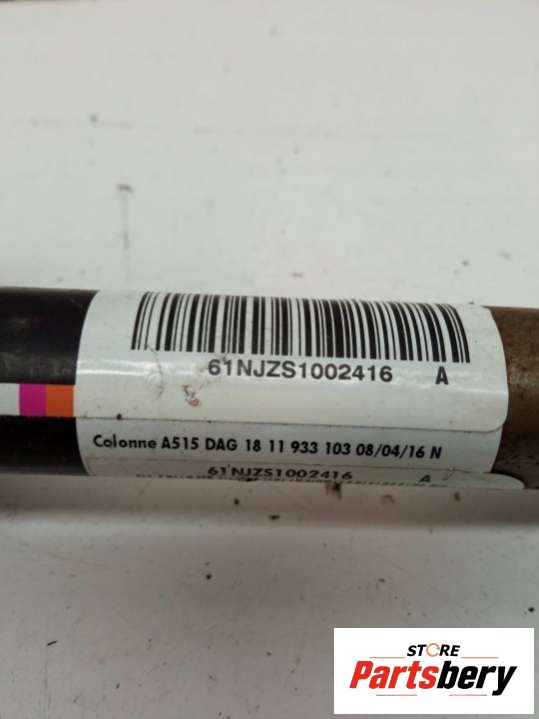 61NJZS1002416 A
Colonne A515 DAG 18 11 933 103 08/04/16 N
61NJZS1002416 A
STORE
Partsbery